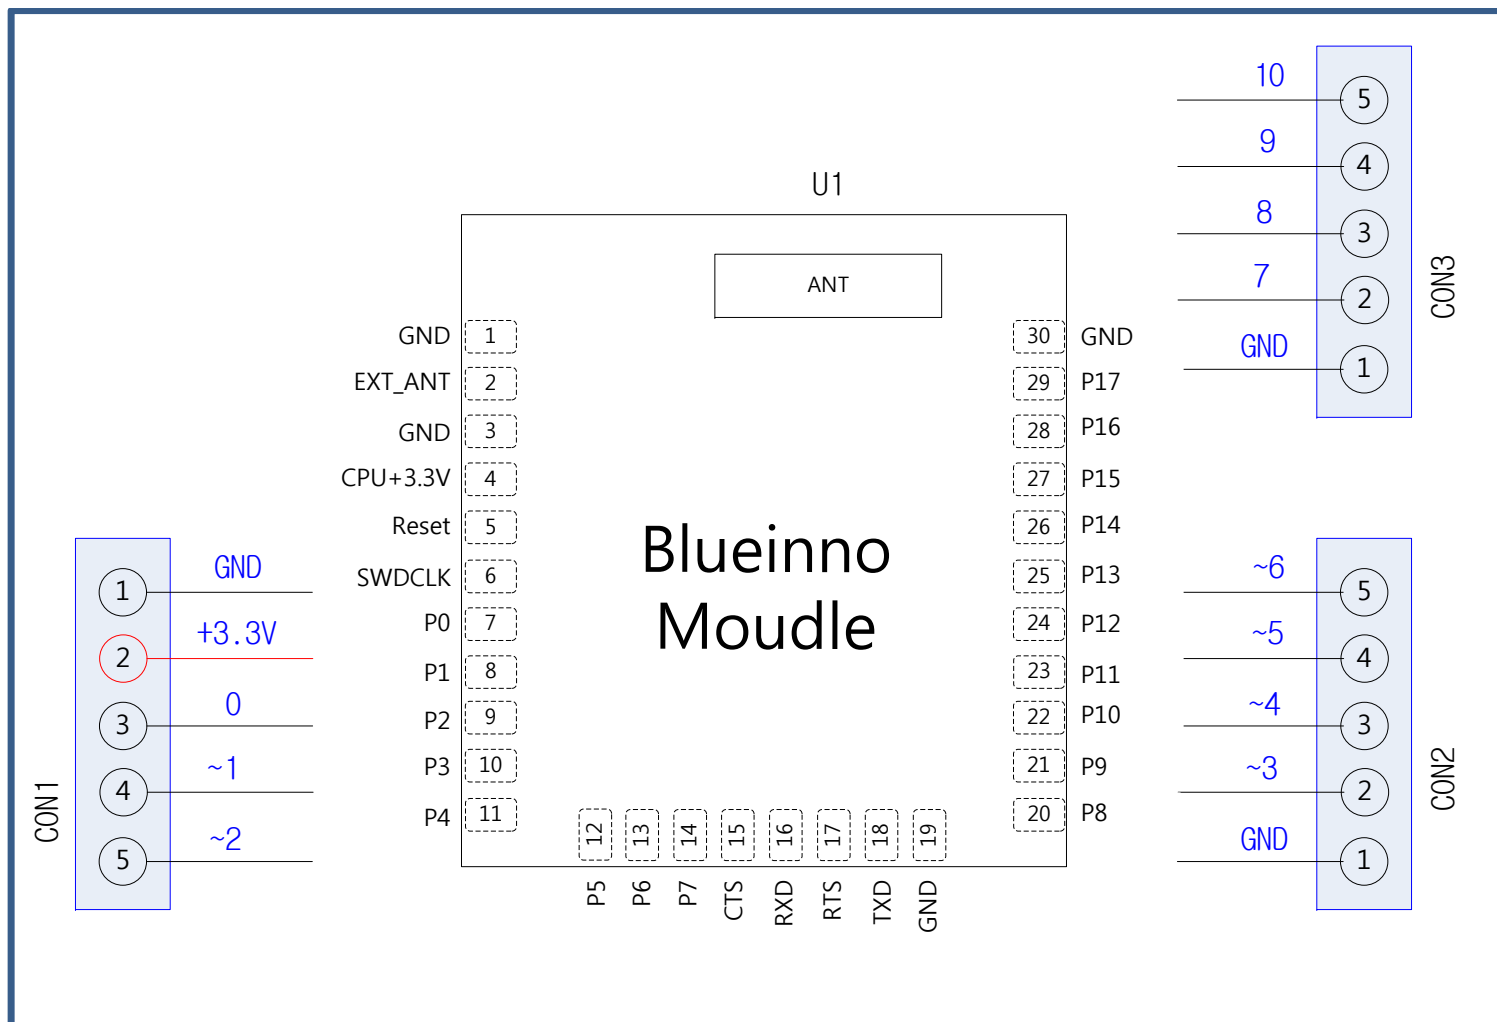 U1
ANT
Blueinno
Moudle
GND 1
EXT_ANT 2
GND 3
CPU+3.3V 4
Reset 5
SWDCLK 6
P0 7
P1 8
P2 9
P3 10
P4 11
12 P5
13 P6
14 P7
15 CTS
16 RXD
17 RTS
18 TXD
19 GND
30 GND
29 P17
28 P16
27 P15
26 P14
25 P13
24 P12
23 P11
22 P10
21 P9
20 P8
CON1
1 GND
2 +3.3V
3 0
4 ~1
5 ~2
CON3
10 5
9 4
8 3
7 2
GND 1
CON2
~6 5
~5 4
~4 3
~3 2
GND 1